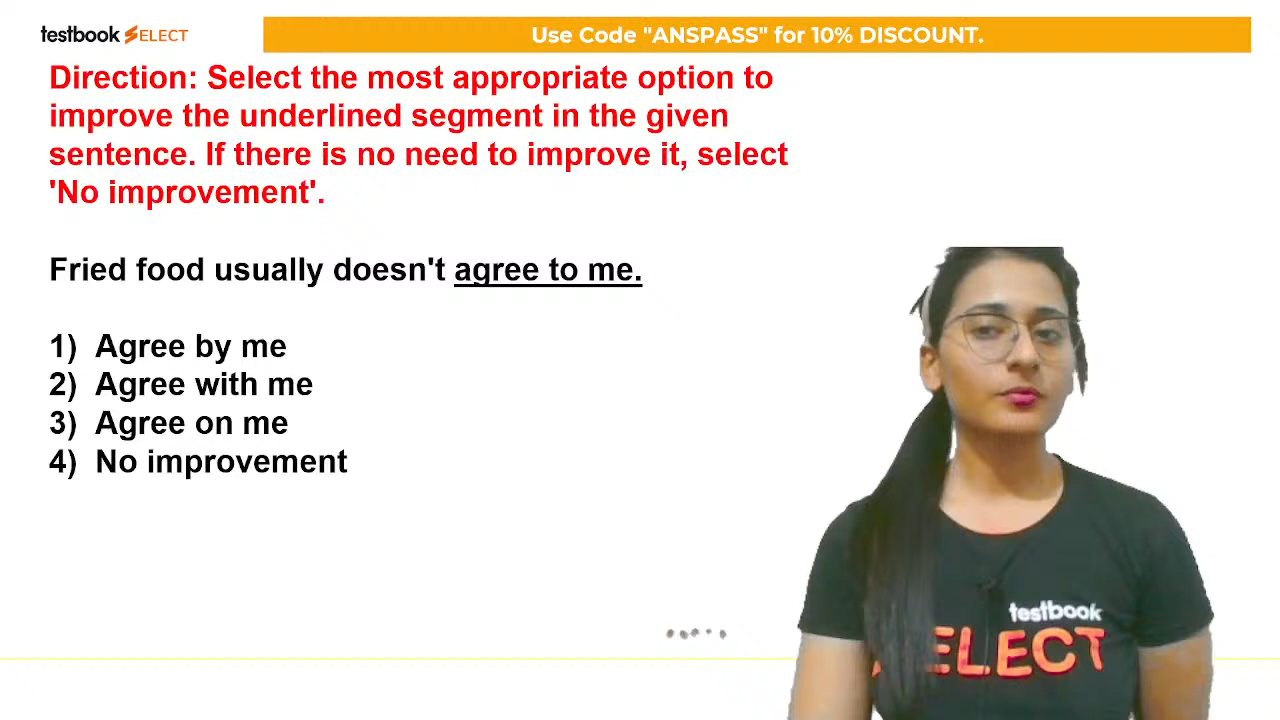 testbook SELECT
Use Code "ANSPASS" for 10% DISCOUNT.
Direction: Select the most appropriate option to
improve the underlined segment in the given
sentence. If there is no need to improve it, select
'No improvement'.
Fried food usually doesn't agree to me.
1) Agree by me
2) Agree with me
3) Agree on me
4) No improvement
testbook
SELECT